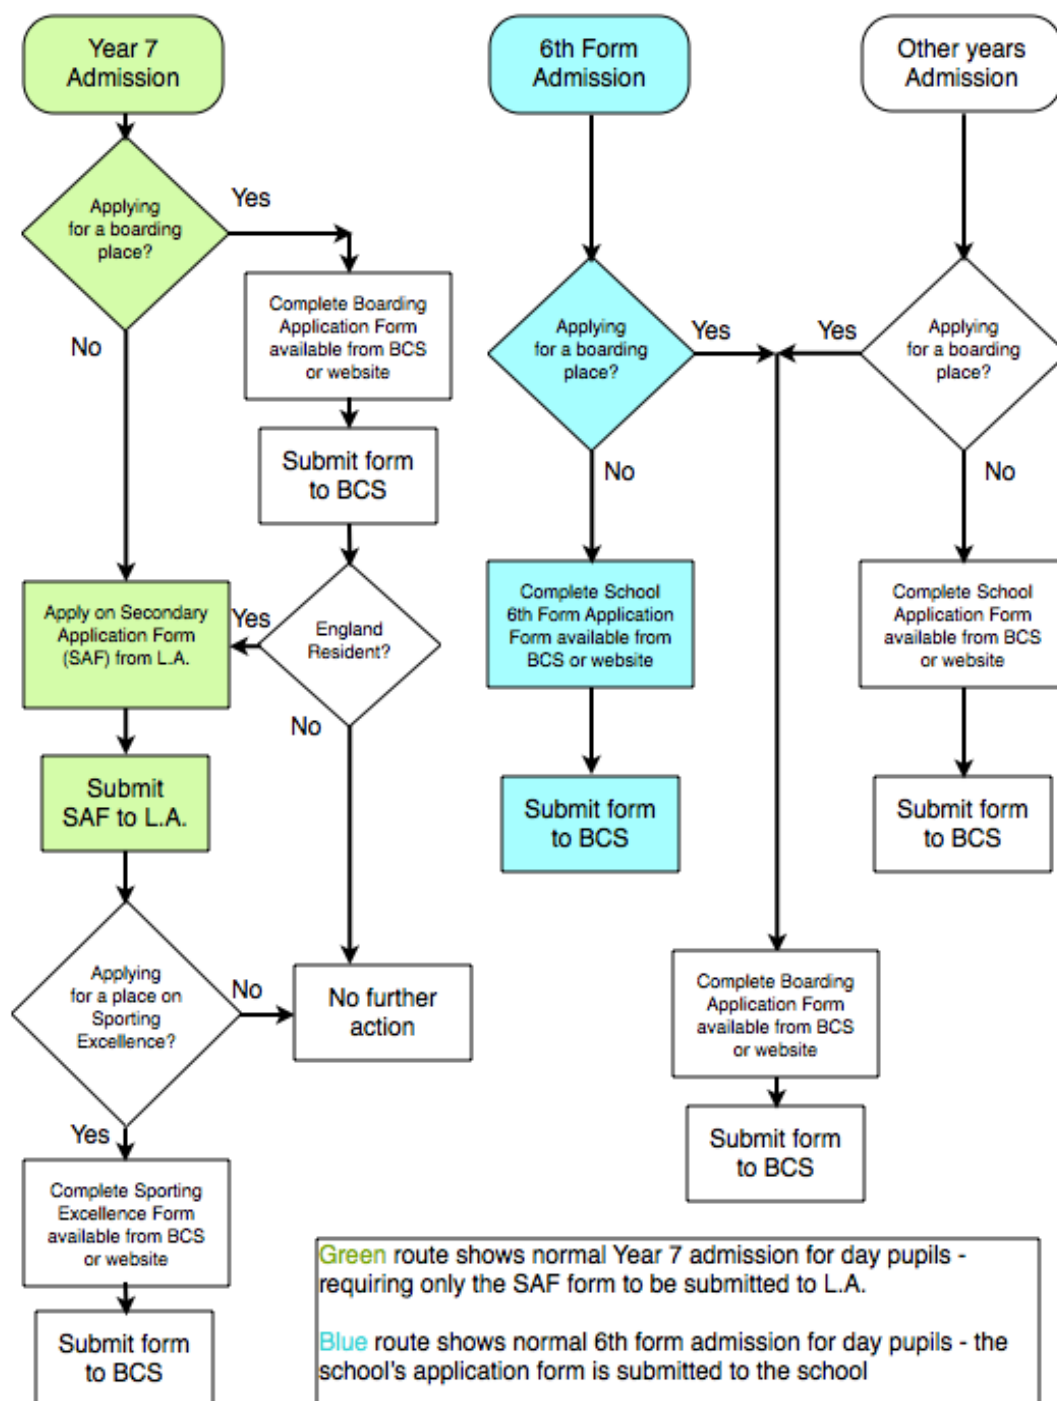 Year 7
Admission
6th Form
Admission
Other years
Admission
Applying
for a boarding
place?
Yes
No
Complete Boarding
Application Form
available from BCS
or website
Submit form
to BCS
England
Resident?
Yes
No
Apply on Secondary
Application Form
(SAF) from L.A.
Submit
SAF to L.A.
Applying
for a place on
Sporting
Excellence?
No
No further
action
Yes
Complete Sporting
Excellence Form
available from BCS
or website
Submit form
to BCS
Applying
for a boarding
place?
Yes
No
Complete School
6th Form Application
Form available from
BCS or website
Submit form
to BCS
Yes
Applying
for a boarding
place?
No
Complete School
Application Form
available from BCS
or website
Submit form
to BCS
Complete Boarding
Application Form
available from BCS
or website
Submit form
to BCS
Green route shows normal Year 7 admission for day pupils -
requiring only the SAF form to be submitted to L.A.
Blue route shows normal 6th form admission for day pupils - the
school's application form is submitted to the school